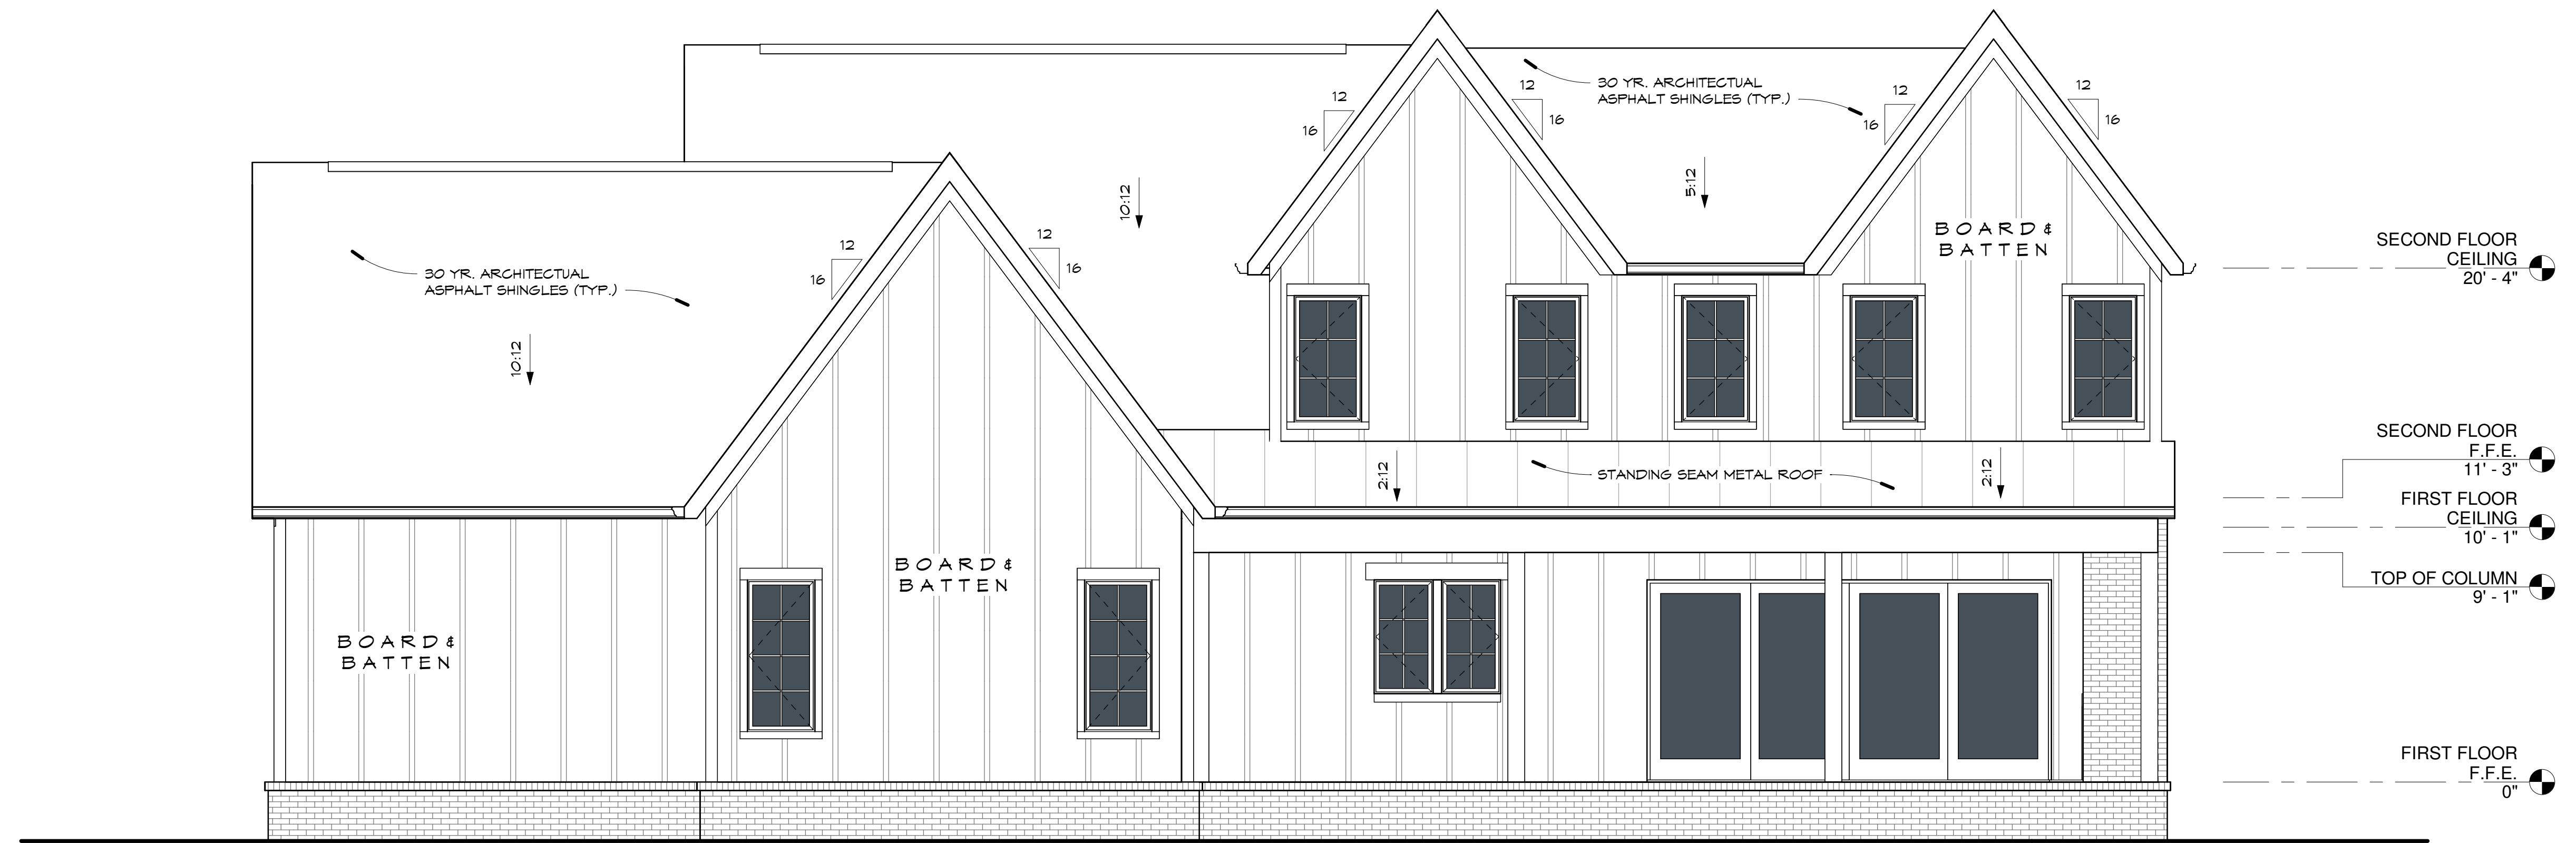 30 YR. ARCHITECTUAL
ASPHALT SHINGLES (TYP.)
12
16
12
16
12
16
12
16
10:12
5:12
BOARD &
BATTEN
SECOND FLOOR
CEILING
20' - 4"
12
16
12
16
30 YR. ARCHITECTUAL
ASPHALT SHINGLES (TYP.)
10:12
SECOND FLOOR
F.F.E.
11' - 3"
2:12
STANDING SEAM METAL ROOF
2:12
FIRST FLOOR
CEILING
10' - 1"
BOARD &
BATTEN
TOP OF COLUMN
9' - 1"
BOARD &
BATTEN
FIRST FLOOR
F.F.E.
0"